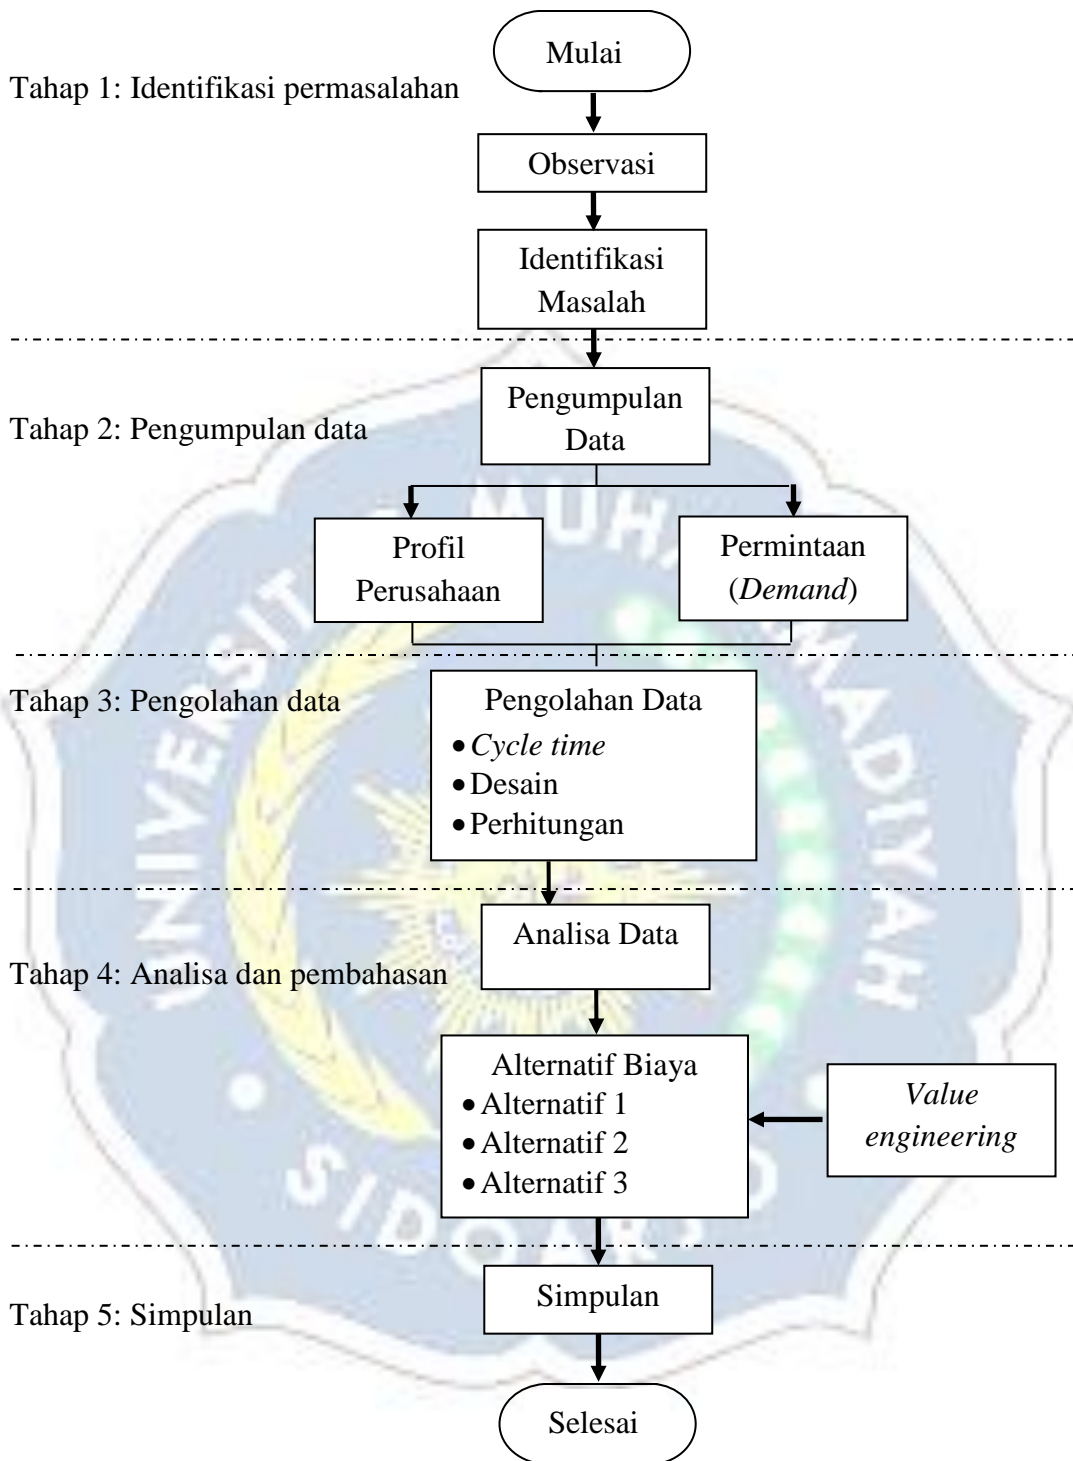 Mulai
Tahap 1: Identifikasi permasalahan
Observasi
Identifikasi
Masalah
Pengumpulan
Data
Tahap 2: Pengumpulan data
Profil
Perusahaan
Permintaan
(Demand)
Tahap 3: Pengolahan data
Pengolahan Data
•Cycle time
•Desain
•Perhitungan
Analisa Data
Tahap 4: Analisa dan pembahasan
Alternatif Biaya
•Alternatif 1
•Alternatif 2
•Alternatif 3
Value
engineering
Simpulan
Tahap 5: Simpulan
Selesai
MUHAMMADIYAH
SIDOARJO